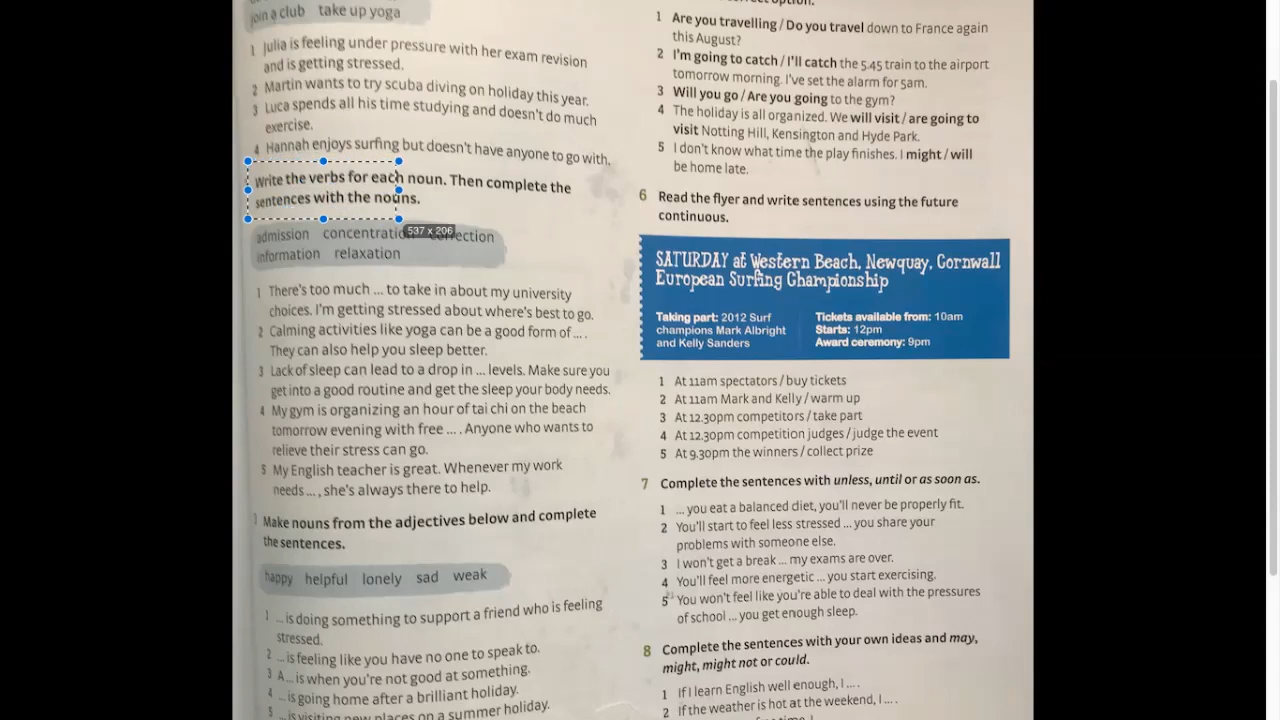 join a club take up yoga
1 Julia is feeling under pressure with her exam revision
and is getting stressed.
2 Martin wants to try scuba diving on holiday this year.
3 Luca spends all his time studying and doesn't do much
exercise.
4 Hannah enjoys surfing but doesn't have anyone to go with.
Write the verbs for each noun. Then complete the
sentences with the nouns.
537 x 206
admission concentration correction
information relaxation
1 There's too much ... to take in about my university
choices. I'm getting stressed about where's best to go.
2 Calming activities like yoga can be a good form of ... .
They can also help you sleep better.
3 Lack of sleep can lead to a drop in ... levels. Make sure you
get into a good routine and get the sleep your body needs.
4 My gym is organizing an hour of tai chi on the beach
tomorrow evening with free ... . Anyone who wants to
relieve their stress can go.
5 My English teacher is great. Whenever my work
needs ... , she's always there to help.
Make nouns from the adjectives below and complete
the sentences.
happy helpful lonely sad weak
1 ... is doing something to support a friend who is feeling
stressed.
2 ... is feeling like you have no one to speak to.
3 A ... is when you're not good at something.
4 ... is going home after a brilliant holiday.
5 ... is visiting new places on a summer holiday.
1 Are you travelling / Do you travel down to France again
this August?
2 I'm going to catch / I'll catch the 5.45 train to the airport
tomorrow morning. I've set the alarm for 5am.
3 Will you go / Are you going to the gym?
4 The holiday is all organized. We will visit / are going to
visit Notting Hill, Kensington and Hyde Park.
5 I don't know what time the play finishes. I might / will
be home late.
6 Read the flyer and write sentences using the future
continuous.
SATURDAY at Western Beach, Newquay, Cornwall
European Surfing Championship
Taking part: 2012 Surf
champions Mark Albright
and Kelly Sanders
Tickets available from: 10am
Starts: 12pm
Award ceremony: 9pm
1 At 11am spectators / buy tickets
2 At 11am Mark and Kelly / warm up
3 At 12.30pm competitors / take part
4 At 12.30pm competition judges / judge the event
5 At 9.30pm the winners / collect prize
7 Complete the sentences with unless, until or as soon as.
1 ... you eat a balanced diet, you'll never be properly fit.
2 You'll start to feel less stressed ... you share your
problems with someone else.
3 I won't get a break ... my exams are over.
4 You'll feel more energetic ... you start exercising.
5 You won't feel like you're able to deal with the pressures
of school ... you get enough sleep.
8 Complete the sentences with your own ideas and may,
might, might not or could.
1 If I learn English well enough, I ... .
2 If the weather is hot at the weekend, I ... .